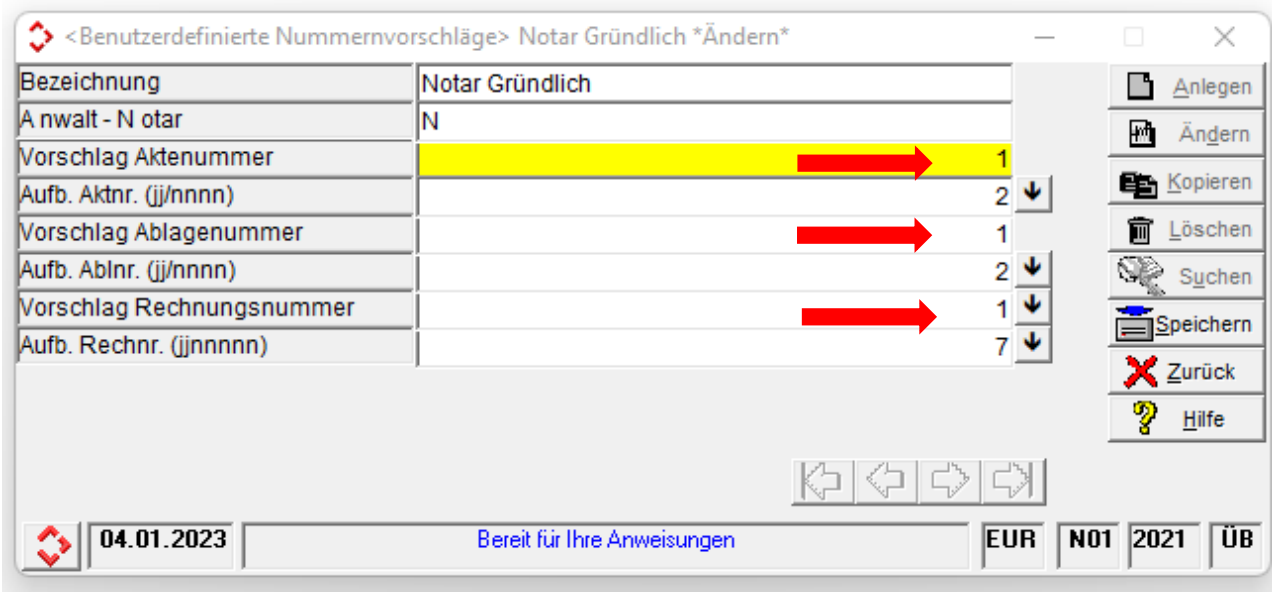 <Benutzerdefinierte Nummernvorschläge> Notar Gründlich *Ändern*
Bezeichnung Notar Gründlich
A nwalt - N otar N
Vorschlag Aktenummer 1
Aufb. Aktnr. (jj/nnnn) 2
Vorschlag Ablagenummer 1
Aufb. Ablnr. (jj/nnnn) 2
Vorschlag Rechnungsnummer 1
Aufb. Rechnr. (jjnnnnn) 7
Anlegen
Ändern
Kopieren
Löschen
Suchen
Speichern
Zurück
Hilfe
04.01.2023 Bereit für Ihre Anweisungen EUR N01 2021 ÜB